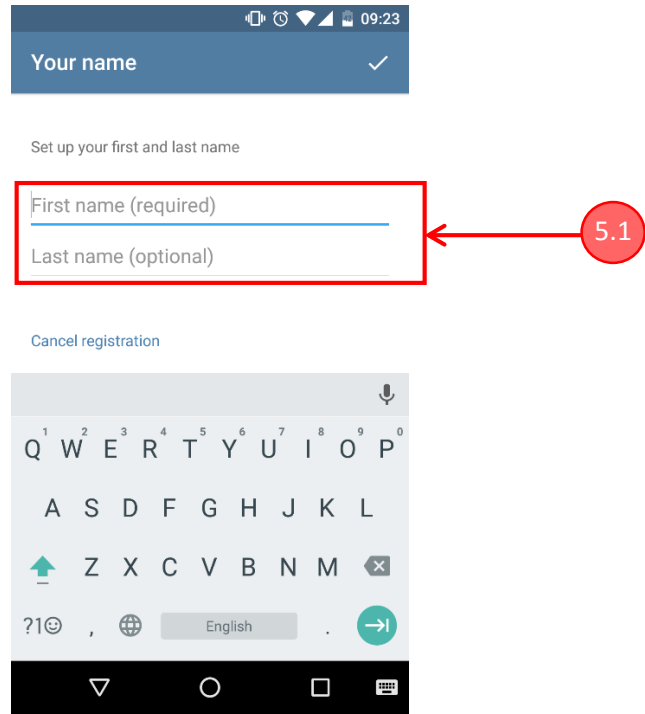 09:23
Your name
Set up your first and last name
First name (required)
5.1
Last name (optional)
Cancel registration
1 2 3 4 5 6 7 8 9 0
Q W E R T Y U I O P
A S D F G H J K L
Z X C V B N M
?1☺ , English .